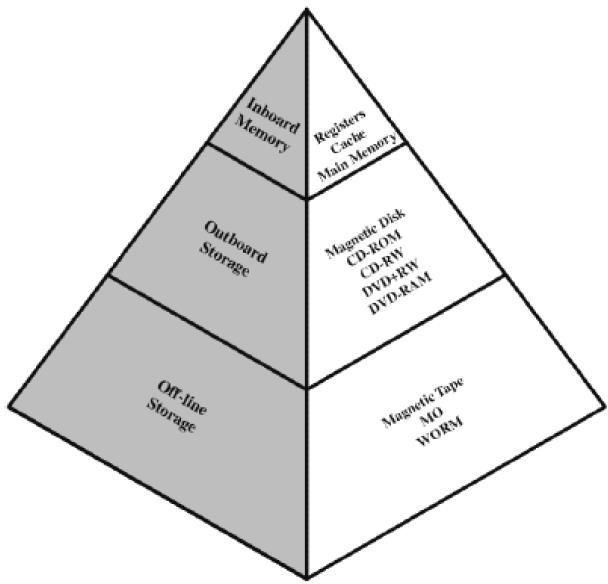 Inboard
Memory
Registers
Cache
Main Memory
Outboard
Storage
Magnetic Disk
CD-ROM
CD-RW
DVD+RW
DVD-RAM
Off-line
Storage
Magnetic Tape
MO
WORM